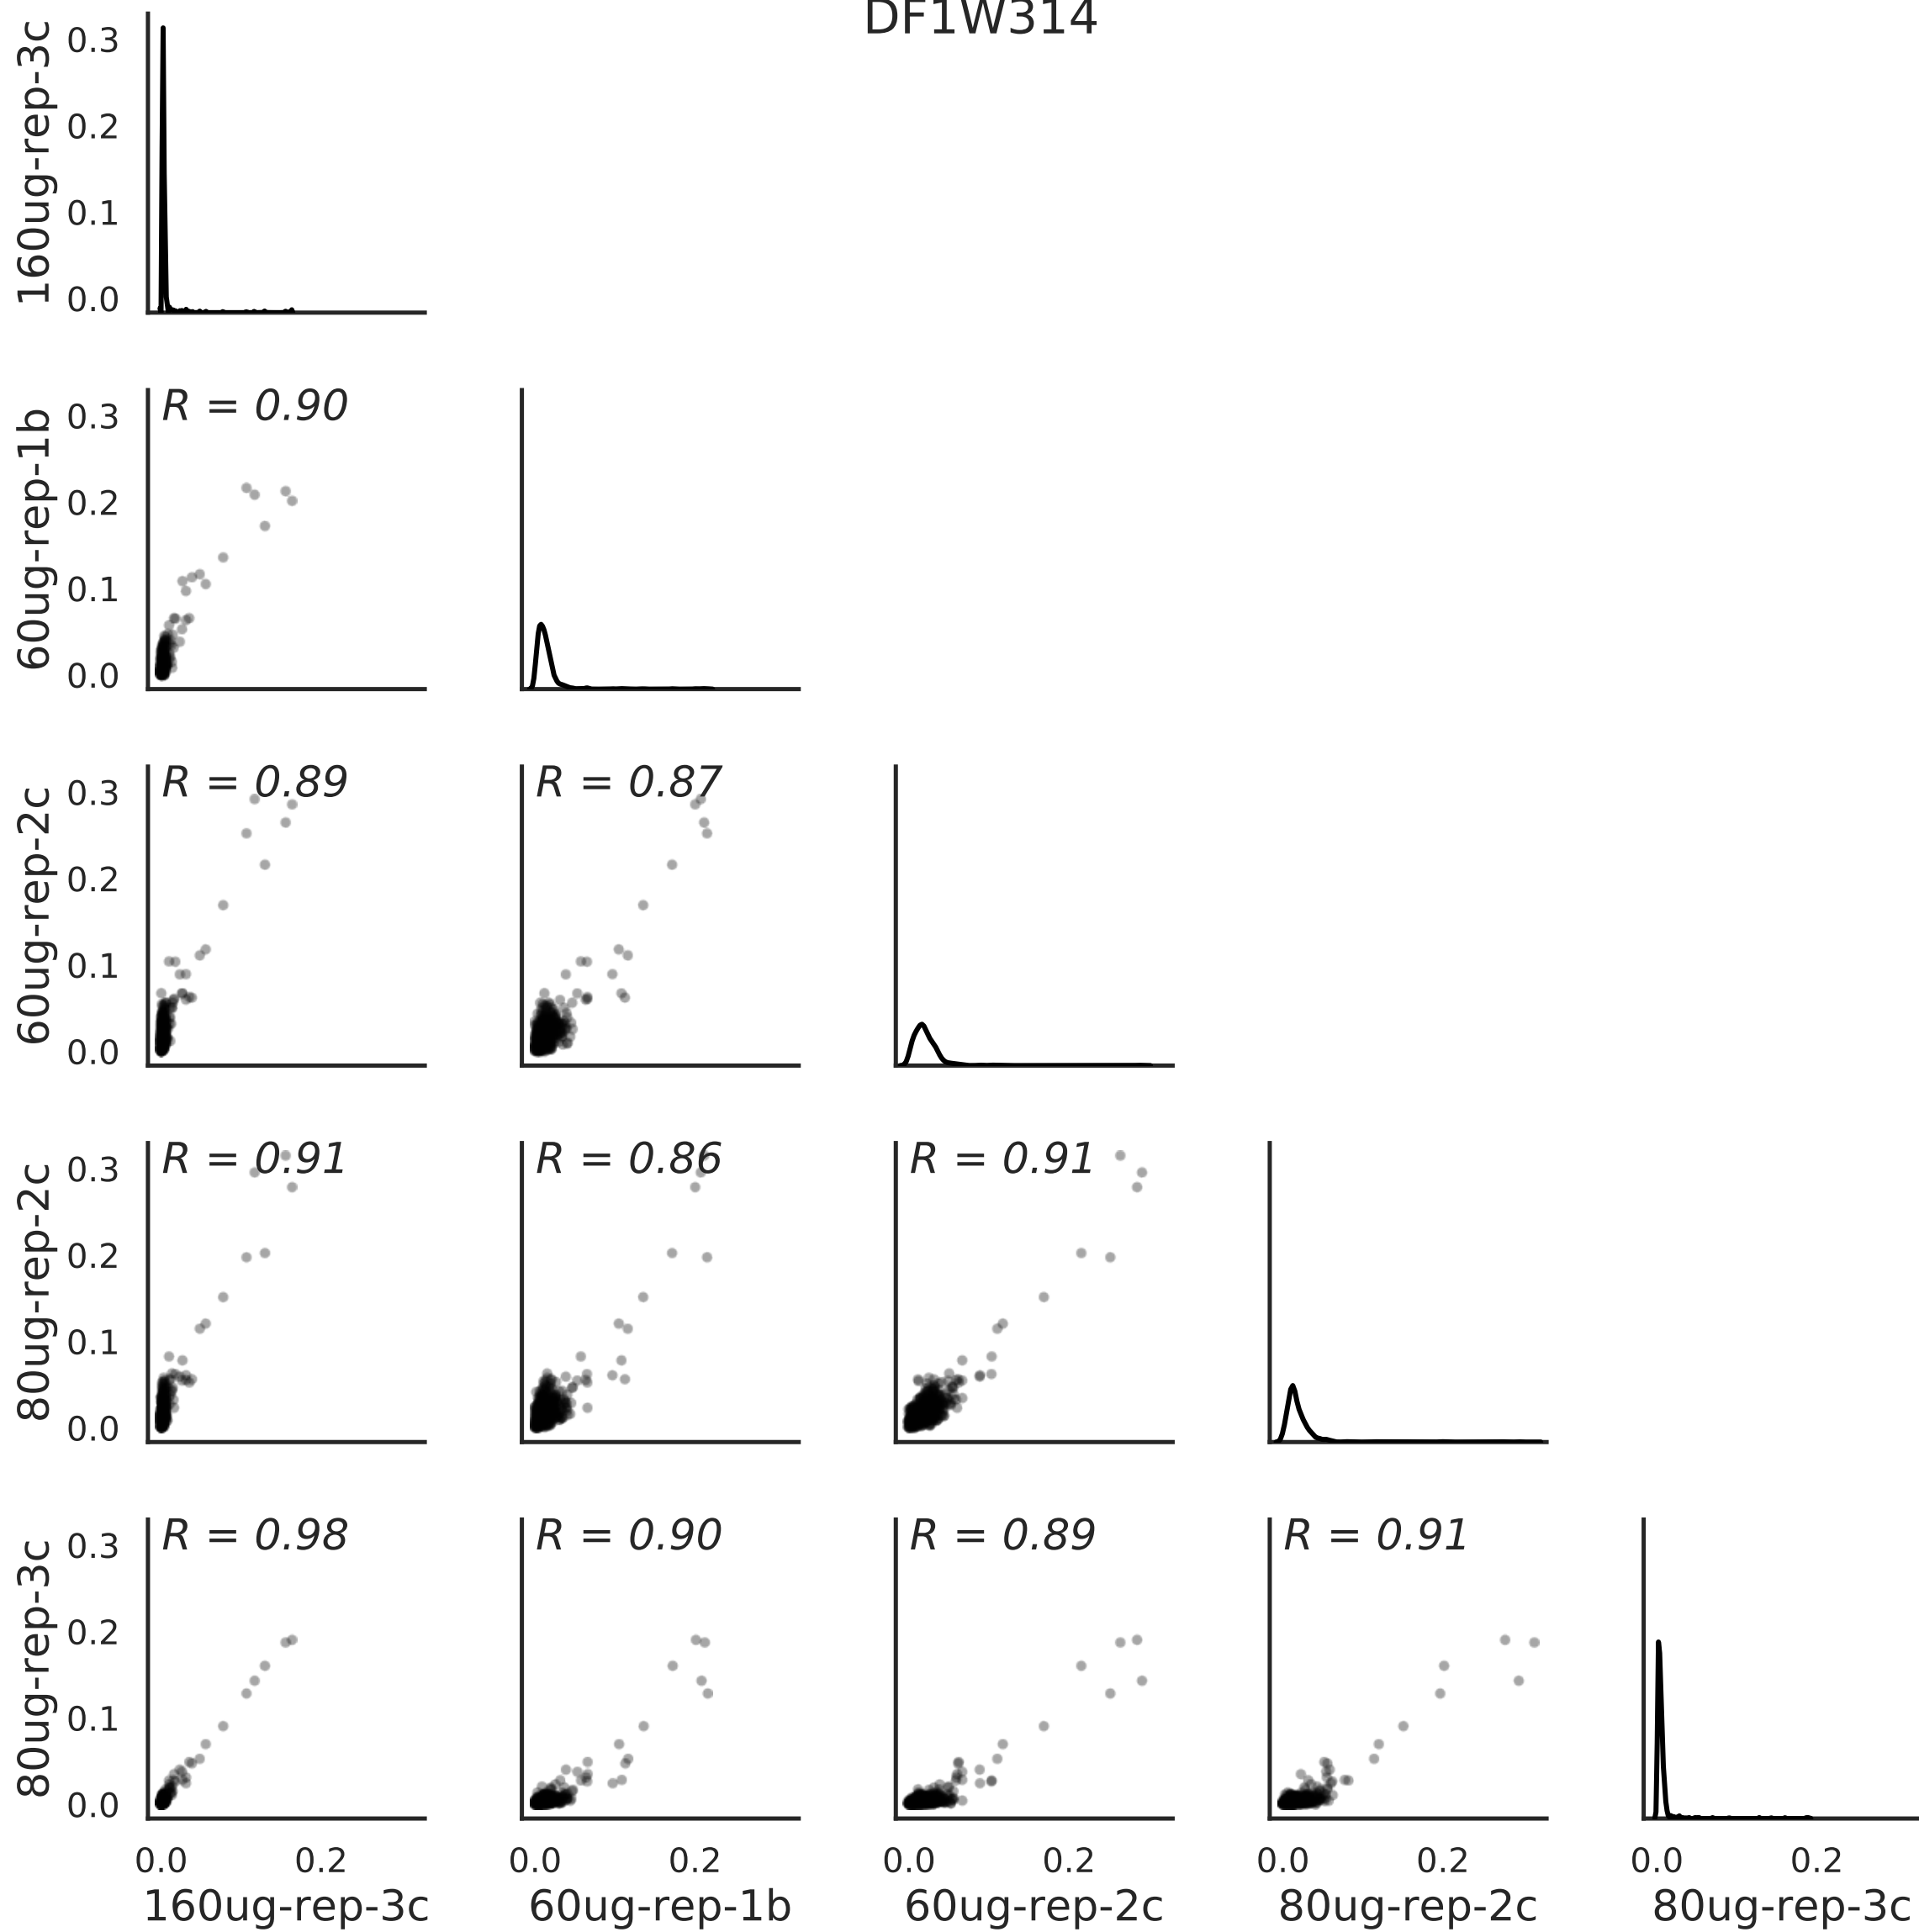 DF1W314
160ug-rep-3c
0.3
0.2
0.1
0.0
60ug-rep-1b
0.3
0.2
0.1
0.0
R = 0.90
60ug-rep-2c
0.3
0.2
0.1
0.0
R = 0.89
R = 0.87
80ug-rep-2c
0.3
0.2
0.1
0.0
R = 0.91
R = 0.86
R = 0.91
80ug-rep-3c
0.3
0.2
0.1
0.0
R = 0.98
R = 0.90
R = 0.89
R = 0.91
0.0 0.2 0.0 0.2 0.0 0.2 0.0 0.2 0.0 0.2
160ug-rep-3c 60ug-rep-1b 60ug-rep-2c 80ug-rep-2c 80ug-rep-3c